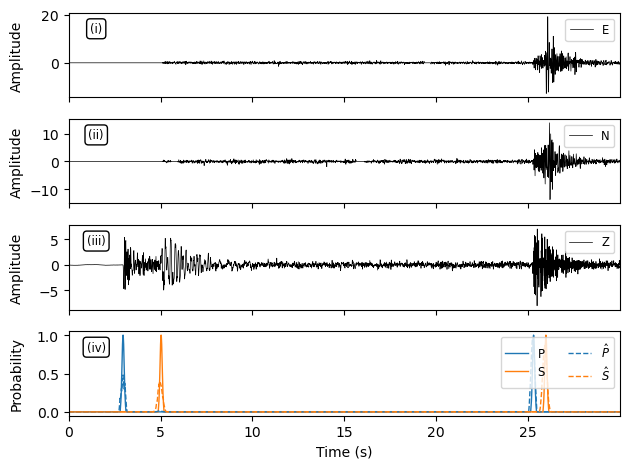 20
0
Amplitude
(i)
E
10
0
−10
Amplitude
(ii)
N
5
0
−5
Amplitude
(iii)
Z
1.0
0.5
0.0
Probability
(iv)
P
S
P̂
Ŝ
0 5 10 15 20 25
Time (s)